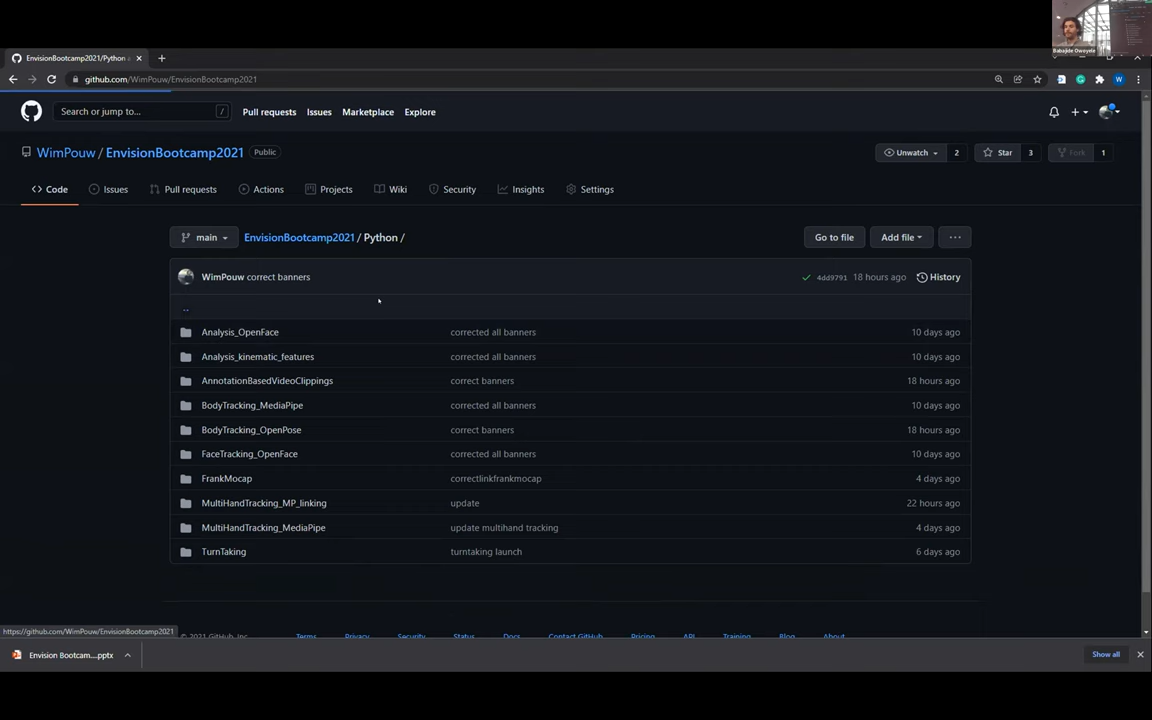 Babajide Owoyele
EnvisionBootcamp2021/Python
github.com/WimPouw/EnvisionBootcamp2021
W
Search or jump to... /
Pull requests Issues Marketplace Explore
WimPouw / EnvisionBootcamp2021 Public
Unwatch 2 Star 3 Fork 1
Code Issues Pull requests Actions Projects Wiki Security Insights Settings
main EnvisionBootcamp2021 / Python /
Go to file Add file ...
WimPouw correct banners 4dd9791 18 hours ago History
..
Analysis_OpenFace corrected all banners 10 days ago
Analysis_kinematic_features corrected all banners 10 days ago
AnnotationBasedVideoClippings correct banners 18 hours ago
BodyTracking_MediaPipe corrected all banners 10 days ago
BodyTracking_OpenPose correct banners 18 hours ago
FaceTracking_OpenFace corrected all banners 10 days ago
FrankMocap correctlinkfrankmocap 4 days ago
MultiHandTracking_MP_linking update 22 hours ago
MultiHandTracking_MediaPipe update multihand tracking 4 days ago
TurnTaking turntaking launch 6 days ago
https://github.com/WimPouw/EnvisionBootcamp2021
© 2021 GitHub, Inc. Terms Privacy Security Status Docs Contact GitHub Pricing API Training Blog About
Envision Bootcam....pptx
Show all